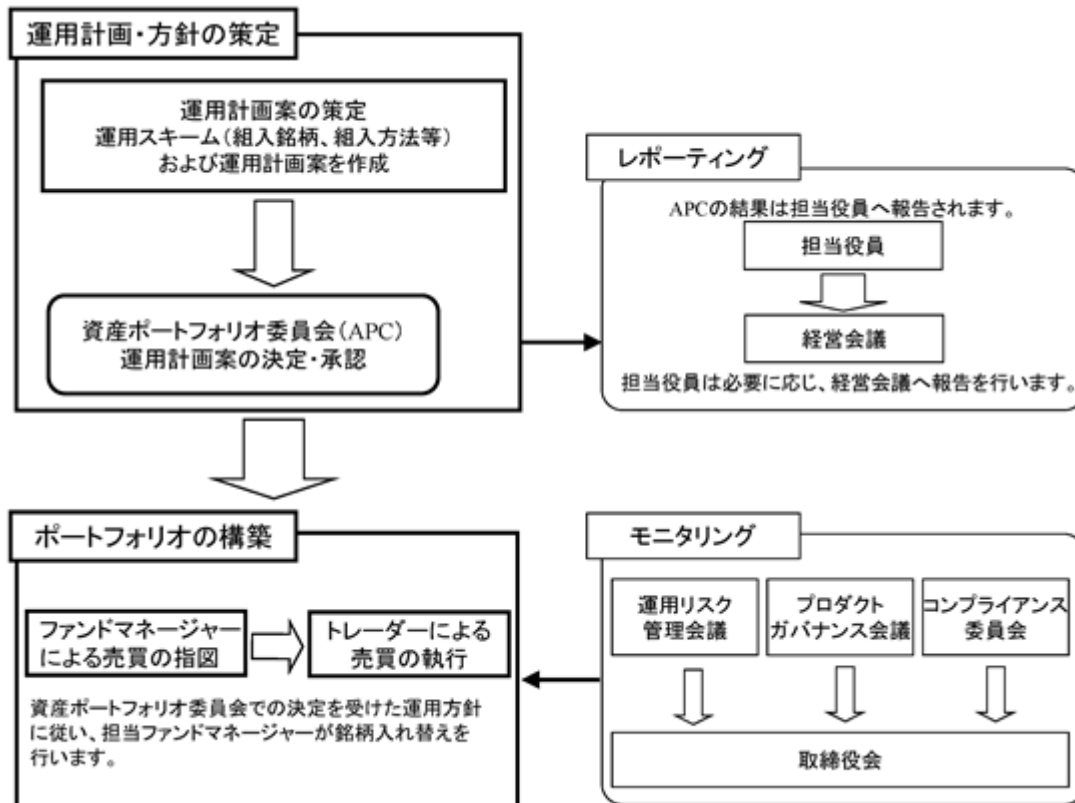 運用計画・方針の策定
運用計画案の策定
運用スキーム(組入銘柄、組入方法等)
および運用計画案を作成
資産ポートフォリオ委員会(APC)
運用計画案の決定・承認
レポーティング
APCの結果は担当役員へ報告されます。
担当役員
経営会議
担当役員は必要に応じ、経営会議へ報告を行います。
ポートフォリオの構築
ファンドマネージャー
による売買の指図
トレーダーによる
売買の執行
資産ポートフォリオ委員会での決定を受けた運用方針
に従い、担当ファンドマネージャーが銘柄入れ替えを
行います。
モニタリング
運用リスク
管理会議
プロダクト
ガバナンス会議
コンプライアンス
委員会
取締役会